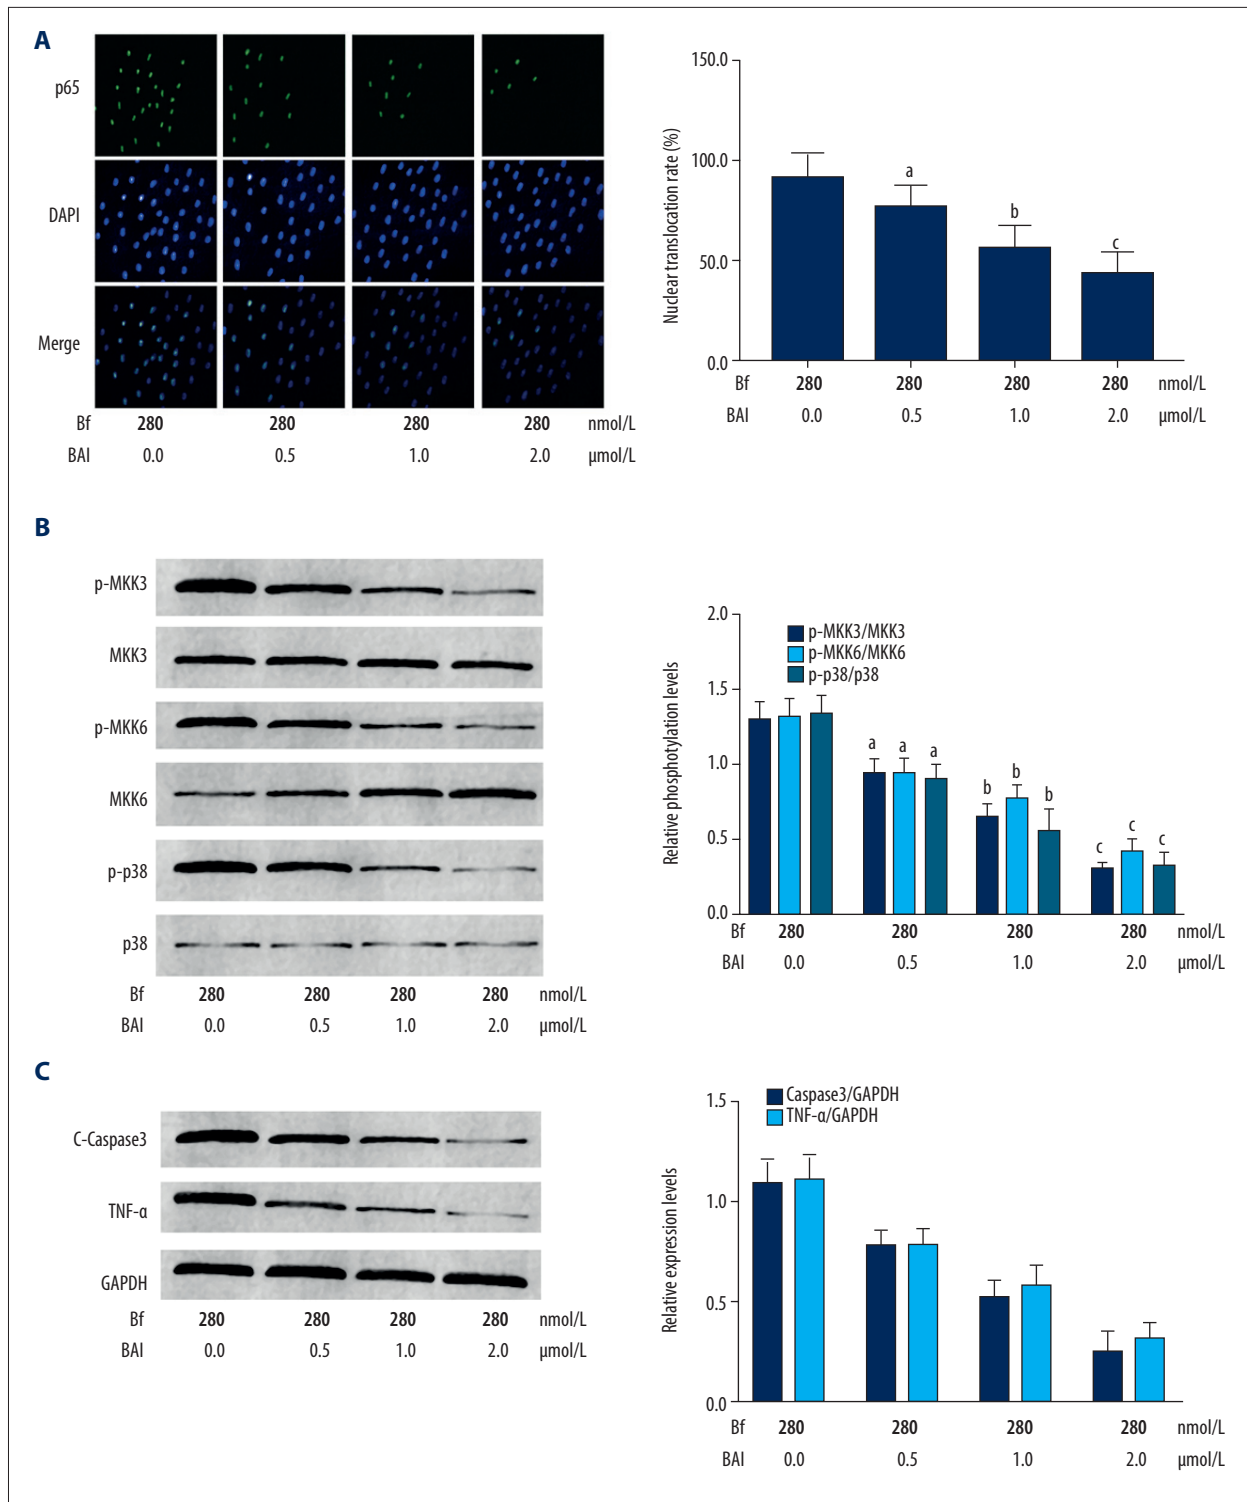 A
p65
DAPI
Merge
Bf 280 280 280 280 nmol/L
BAI 0.0 0.5 1.0 2.0 µmol/L
150.0
100.0
50.0
0.0
Nuclear translocation rate (%)
a
b
c
Bf 280 280 280 280 nmol/L
BAI 0.0 0.5 1.0 2.0 µmol/L
B
p-MKK3
MKK3
p-MKK6
MKK6
p-p38
p38
Bf 280 280 280 280 nmol/L
BAI 0.0 0.5 1.0 2.0 µmol/L
2.0
1.5
1.0
0.5
0.0
Relative phosphotylation levels
p-MKK3/MKK3
p-MKK6/MKK6
p-p38/p38
a a a
b b b
c c c
Bf 280 280 280 280 nmol/L
BAI 0.0 0.5 1.0 2.0 µmol/L
C
C-Caspase3
TNF-α
GAPDH
Bf 280 280 280 280 nmol/L
BAI 0.0 0.5 1.0 2.0 µmol/L
1.5
1.0
0.5
0.0
Relative expression levels
Caspase3/GAPDH
TNF-α/GAPDH
Bf 280 280 280 280 nmol/L
BAI 0.0 0.5 1.0 2.0 µmol/L